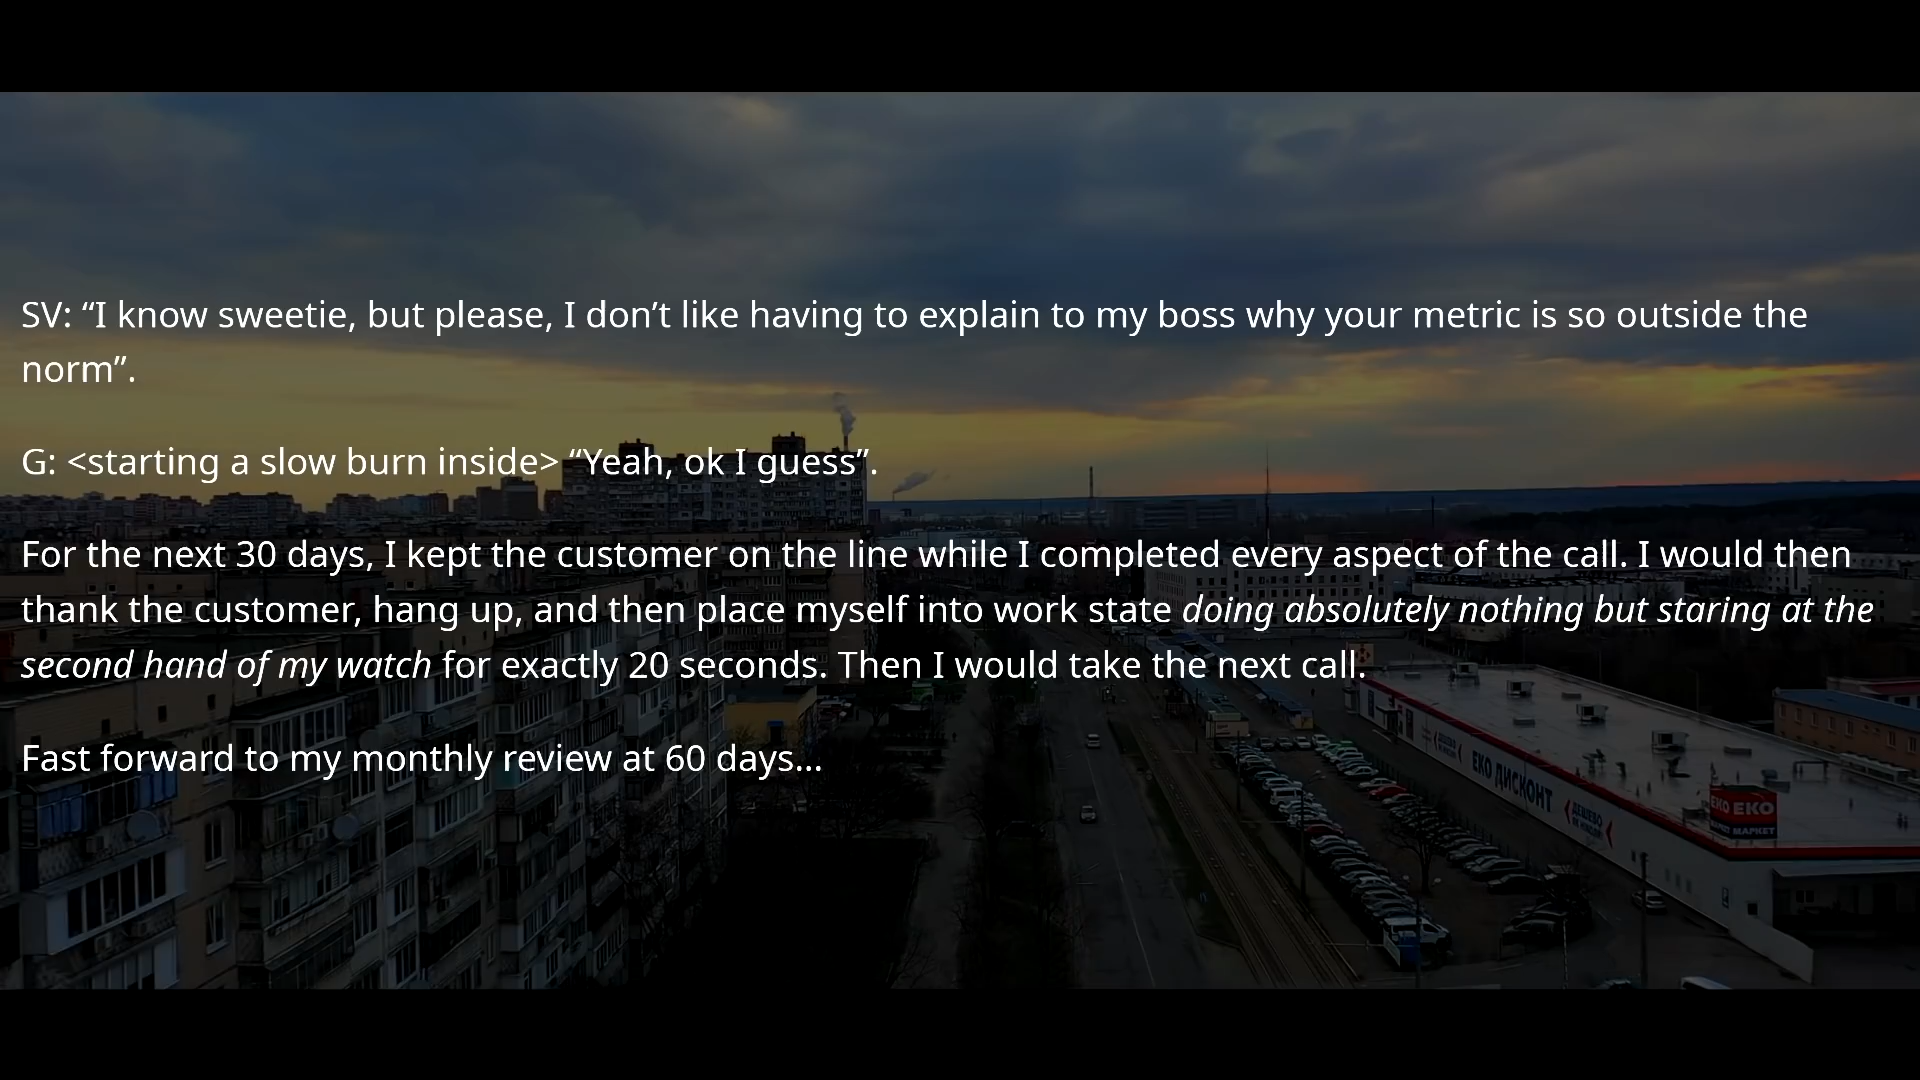 SV: “I know sweetie, but please, I don’t like having to explain to my boss why your metric is so outside the
norm”.
G: <starting a slow burn inside> “Yeah, ok I guess”.
For the next 30 days, I kept the customer on the line while I completed every aspect of the call. I would then
thank the customer, hang up, and then place myself into work state doing absolutely nothing but staring at the
second hand of my watch for exactly 20 seconds. Then I would take the next call.
Fast forward to my monthly review at 60 days...
ЕКО ДИСКОНТ
ЕКО
МАРКЕТ